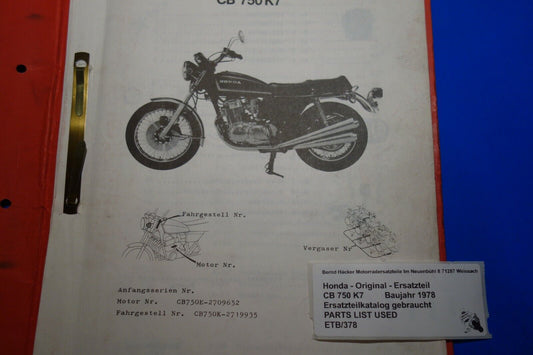 CB 750 K7
HONDA
Fahrgestell Nr.
Motor Nr.
Vergaser Nr
Anfangsserien Nr.
Motor Nr. CB750E-2709652
Fahrgestell Nr. CB750K-2719935
Bernd Häcker Motorradersatzteile Im Neuenbühl 8 71287 Weissach
Honda - Original - Ersatzteil
CB 750 K7 Baujahr 1978
Ersatzteilkatalog gebraucht
PARTS LIST USED
ETB/378